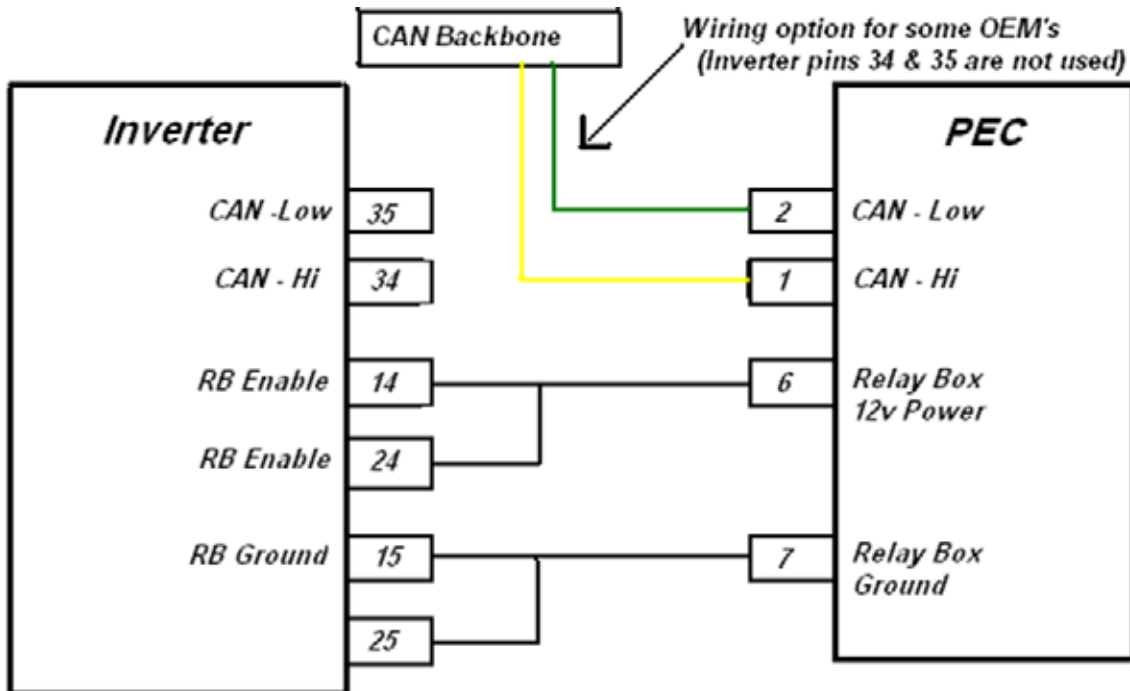 CAN Backbone
Wiring option for some OEM's
(Inverter pins 34 & 35 are not used)
Inverter
PEC
CAN -Low 35
2 CAN - Low
CAN - Hi 34
1 CAN - Hi
RB Enable 14
6 Relay Box
12v Power
RB Enable 24
RB Ground 15
7 Relay Box
Ground
25